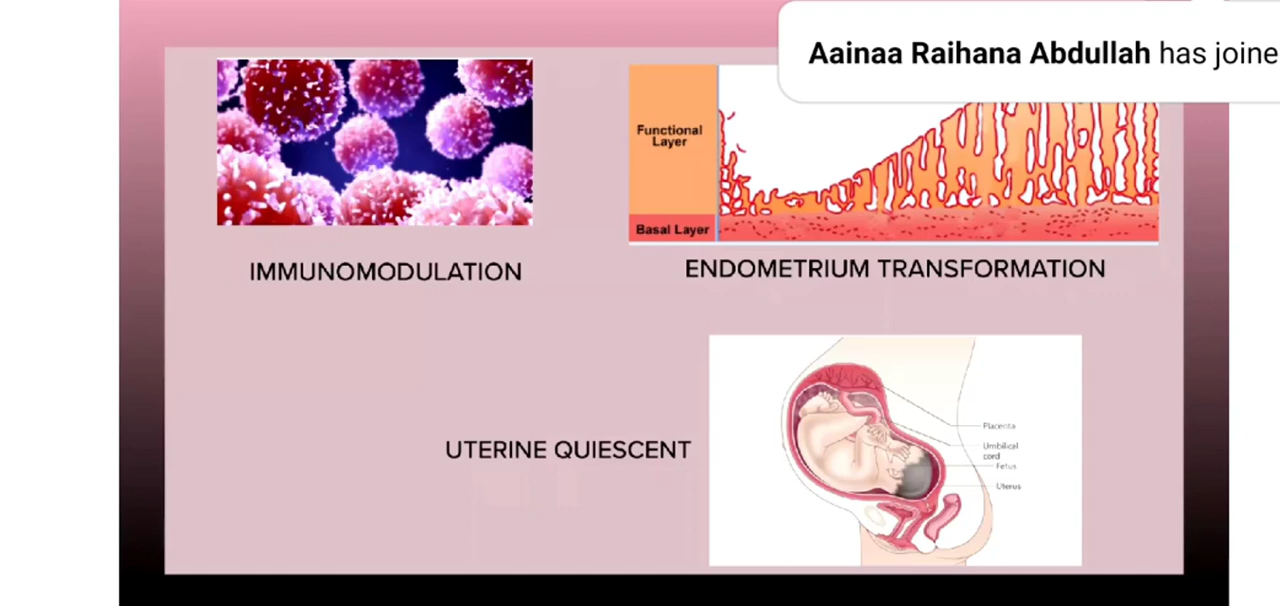 Aainaa Raihana Abdullah has joine
Functional
Layer
Basal Layer
IMMUNOMODULATION
ENDOMETRIUM TRANSFORMATION
UTERINE QUIESCENT
Placenta
Umbilical
cord
Fetus
Uterus